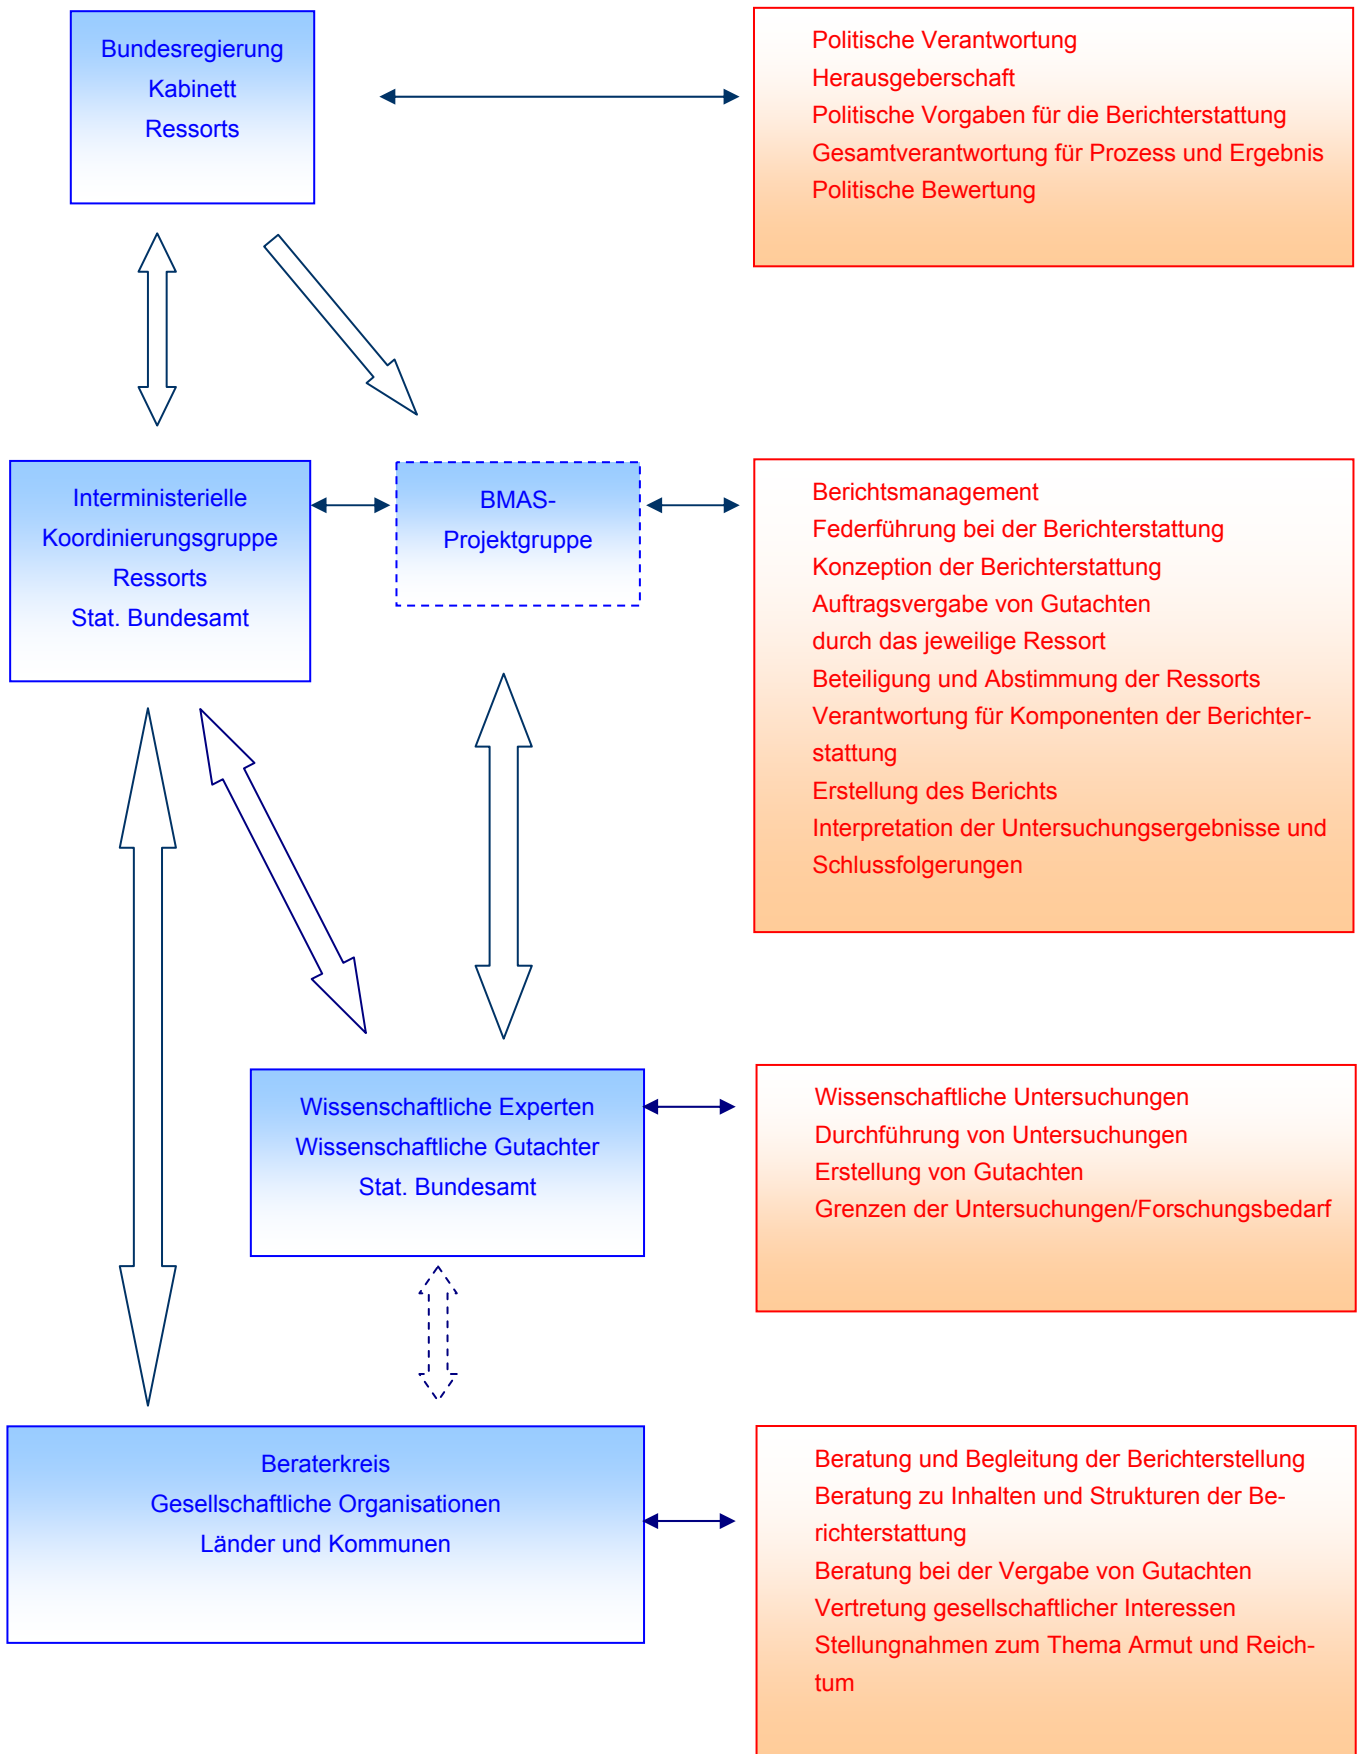 Bundesregierung
Kabinett
Ressorts
Politische Verantwortung
Herausgeberschaft
Politische Vorgaben für die Berichterstattung
Gesamtverantwortung für Prozess und Ergebnis
Politische Bewertung
Interministerielle
Koordinierungsgruppe
Ressorts
Stat. Bundesamt
BMAS-
Projektgruppe
Berichtsmanagement
Federführung bei der Berichterstattung
Konzeption der Berichterstattung
Auftragsvergabe von Gutachten
durch das jeweilige Ressort
Beteiligung und Abstimmung der Ressorts
Verantwortung für Komponenten der Berichter-
stattung
Erstellung des Berichts
Interpretation der Untersuchungsergebnisse und
Schlussfolgerungen
Wissenschaftliche Experten
Wissenschaftliche Gutachter
Stat. Bundesamt
Wissenschaftliche Untersuchungen
Durchführung von Untersuchungen
Erstellung von Gutachten
Grenzen der Untersuchungen/Forschungsbedarf
Beraterkreis
Gesellschaftliche Organisationen
Länder und Kommunen
Beratung und Begleitung der Berichterstellung
Beratung zu Inhalten und Strukturen der Be-
richterstattung
Beratung bei der Vergabe von Gutachten
Vertretung gesellschaftlicher Interessen
Stellungnahmen zum Thema Armut und Reich-
tum